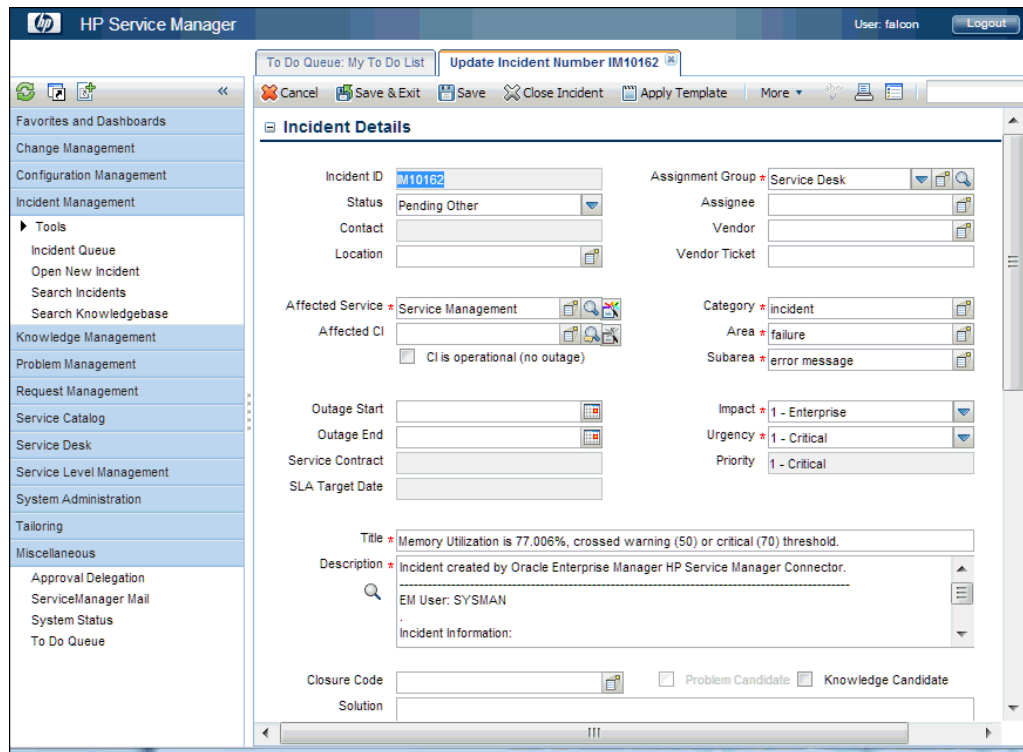 hp HP Service Manager User: falcon Logout
To Do Queue: My To Do List Update Incident Number IM10162
Cancel Save & Exit Save Close Incident Apply Template More abc
Favorites and Dashboards
Change Management
Configuration Management
Incident Management
Tools
Incident Queue
Open New Incident
Search Incidents
Search Knowledgebase
Knowledge Management
Problem Management
Request Management
Service Catalog
Service Desk
Service Level Management
System Administration
Tailoring
Miscellaneous
Approval Delegation
ServiceManager Mail
System Status
To Do Queue
Incident Details
Incident ID IM10162 Assignment Group * Service Desk
Status Pending Other Assignee
Contact Vendor
Location Vendor Ticket
Affected Service * Service Management Category * incident
Affected CI Area * failure
CI is operational (no outage) Subarea * error message
Outage Start Impact * 1 - Enterprise
Outage End Urgency * 1 - Critical
Service Contract Priority 1 - Critical
SLA Target Date
Title * Memory Utilization is 77.006%, crossed warning (50) or critical (70) threshold.
Description * Incident created by Oracle Enterprise Manager HP Service Manager Connector.
EM User: SYSMAN
.
Incident Information:
Closure Code Problem Candidate Knowledge Candidate
Solution